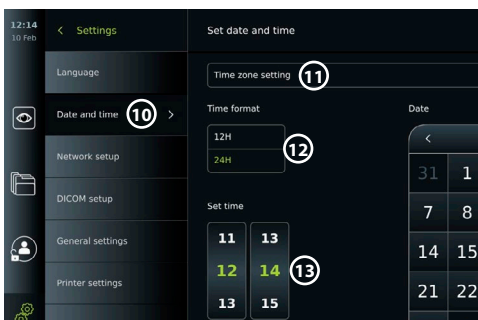 12:14
10 Feb
< Settings
Set date and time
Language
Time zone setting 11
Date and time 10 >
Time format
Date
12H
24H
12
<
Network setup
31 1
DICOM setup
Set time
7 8
General settings
11 13
12 14 13
13 15
14 15
Printer settings
21 22